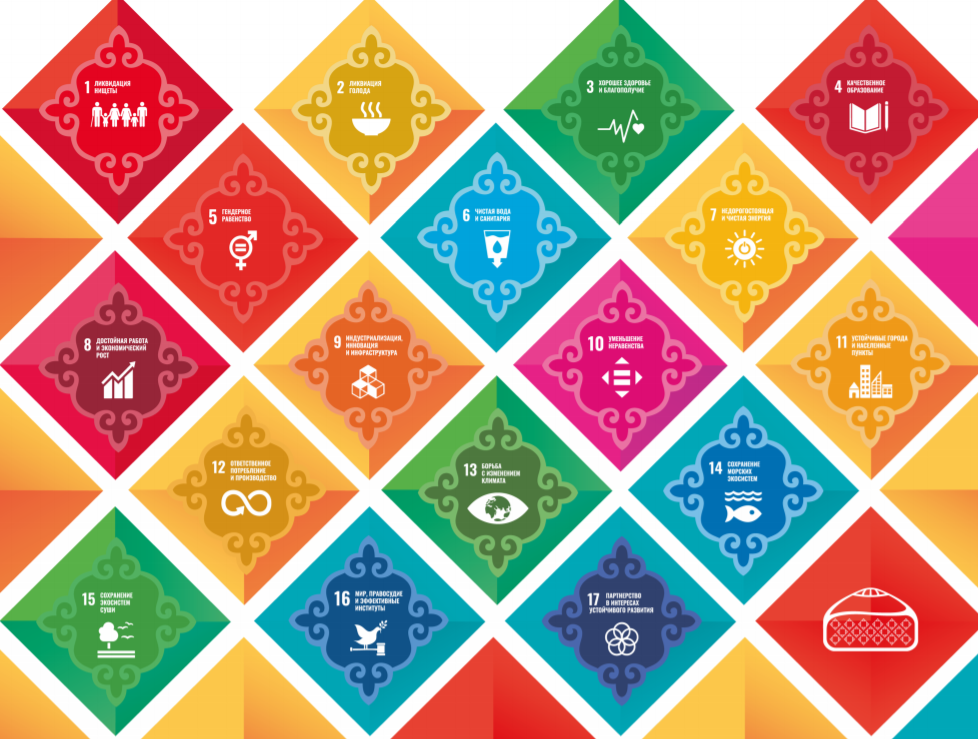 1 ЛИКВИДАЦИЯ
НИЩЕТЫ
2 ЛИКВИАЦИЯ
ГОЛОДА
3 ХОРОШЕЕ ЗДОРОВЬЕ
И БЛАГОПОЛУЧИЕ
4 КАЧЕСТВЕННОЕ
ОБРАЗОВАНИЕ
5 ГЕНДЕРНОЕ
РАВЕНСТВО
6 ЧИСТАЯ ВОДА
И САНИТАРИЯ
7 НЕДОРОГОСТОЯЩАЯ
И ЧИСТАЯ ЭНЕРГИЯ
8 ДОСТОЙНАЯ РАБОТА
И ЭКОНОМИЧЕСКИЙ
РОСТ
9 ИНДУСТРИАЛИЗАЦИЯ,
ИННОВАЦИЯ
И ИНФРАСТРУКТУРА
10 УМЕНЬШЕНИЕ
НЕРАВЕНСТВА
11 УСТОЙЧИВЫЕ ГОРОДА
И НАСЕЛЕННЫЕ
ПУНКТЫ
12 ОТВЕТСТВЕННОЕ
ПОТРЕБЛЕНИЕ
И ПРОИЗВОДСТВО
13 БОРЬБА
С ИЗМЕНЕНИЕМ
КЛИМАТА
14 СОХРАНЕНИЕ
МОРСКИХ
ЭКОСИСТЕМ
15 СОХРАНЕНИЕ
ЭКОСИСТЕМ
СУШИ
16 МИР, ПРАВОСУДИЕ
И ЭФФЕКТИВНЫЕ
ИНСТИТУТЫ
17 ПАРТНЕРСТВО
В ИНТЕРЕСАХ
УСТОЙЧИВОГО РАЗВИТИЯ